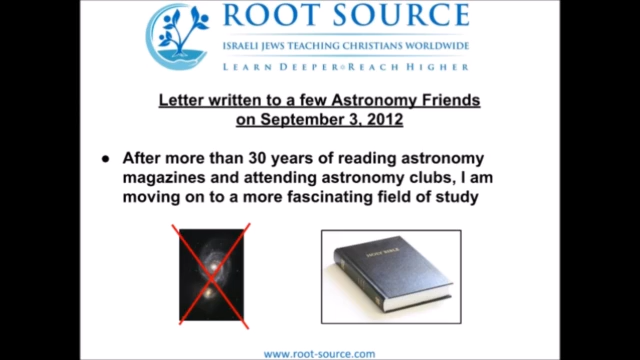 ROOT SOURCE
ISRAELI JEWS TEACHING CHRISTIANS WORLDWIDE
LEARN DEEPER REACH HIGHER
Letter written to a few Astronomy Friends
on September 3, 2012
● After more than 30 years of reading astronomy
magazines and attending astronomy clubs, I am
moving on to a more fascinating field of study
HOLY BIBLE
www.root-source.com